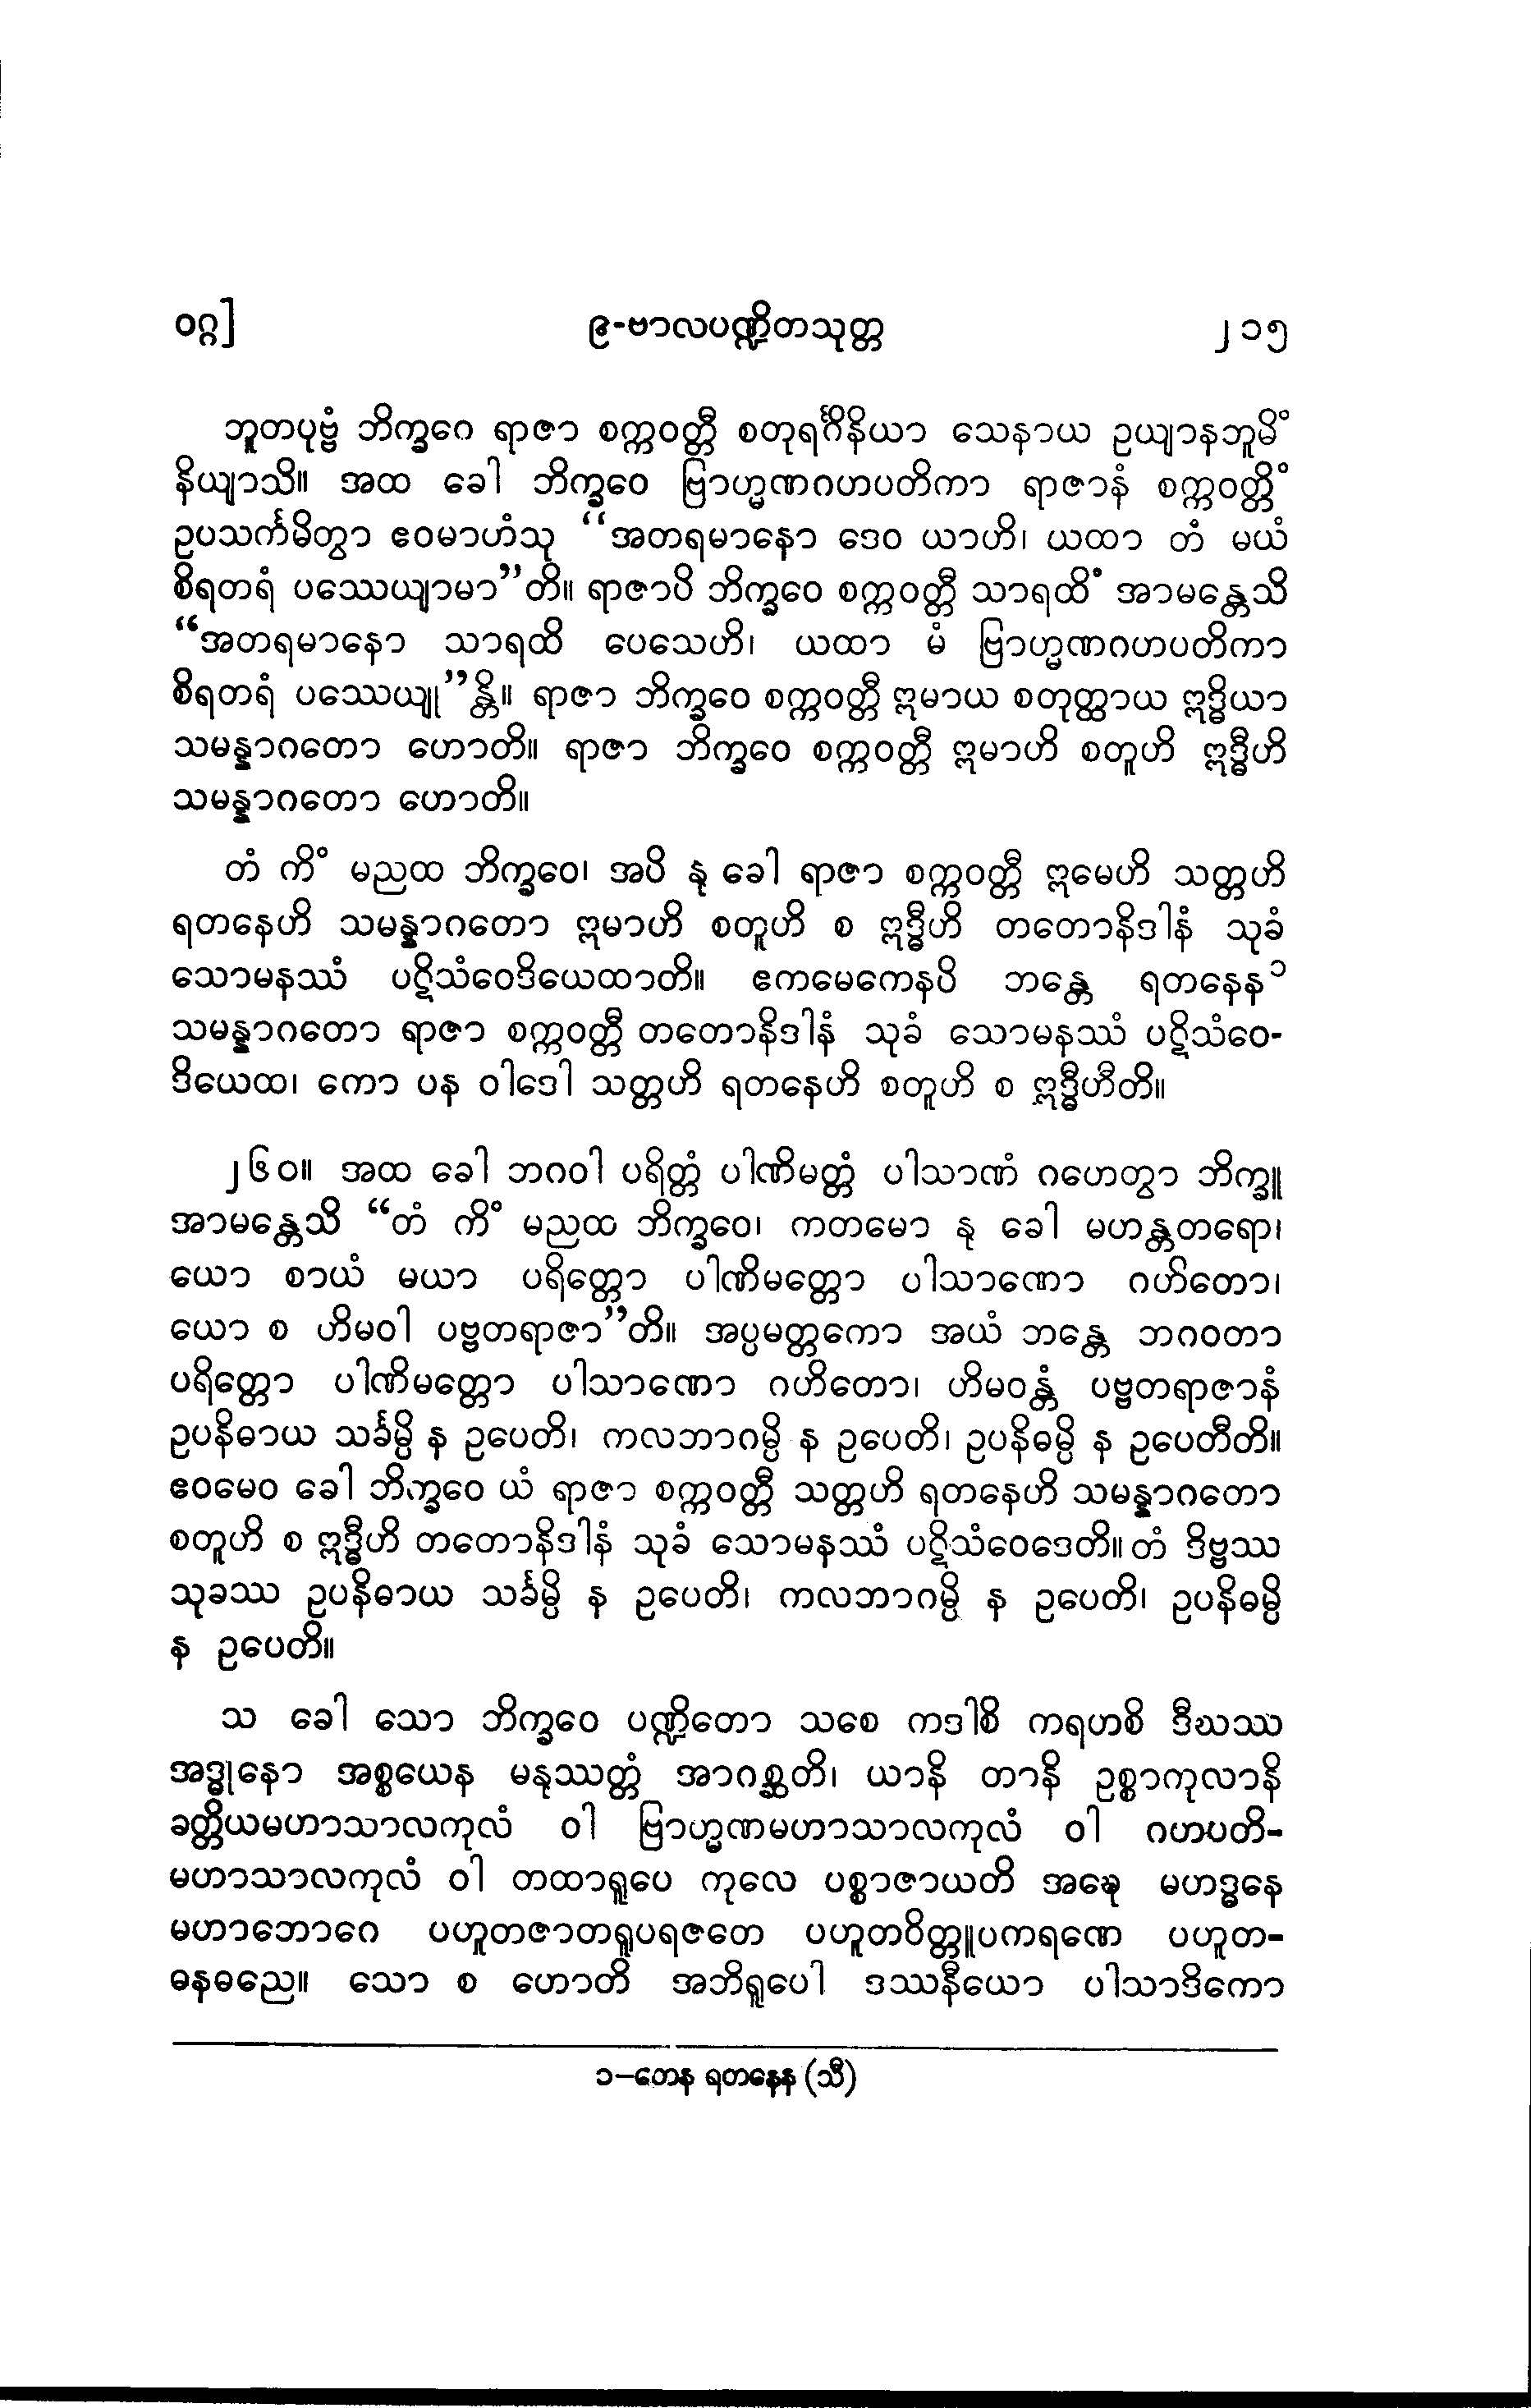 ဝဂ္ဂ]
၉-ဗာလပဏ္ဍိတသုတ္တ
၂၁၅
ဘူတပုဗ္ဗံ ဘိက္ခဂေ ရာဇာ စက္ကဝတ္တီ စတုရင်္ဂိနိယာ သေနာယ ဥယျာနဘူမိံ
နိယျာသိ။ အထ ခေါ ဘိက္ခဝေ ဗြာဟ္မဏဂဟပတိကာ ရာဇာနံ စက္ကဝတ္တိံ
ဥပသင်္ကမိတွာ ဧဝမာဟံသု “အတရမာနော ဒေဝ ယာဟိ၊ ယထာ တံ မယံ
စိရတရံ ပဿေယျာမာ”တိ။ ရာဇာပိ ဘိက္ခဝေ စက္ကဝတ္တီ သာရထိံ အာမန္တေသိ
“အတရမာနော သာရထိ ပေသေဟိ၊ ယထာ မံ ဗြာဟ္မဏဂဟပတိကာ
စိရတရံ ပဿေယျု”န္တိ။ ရာဇာ ဘိက္ခဝေ စက္ကဝတ္တီ ဣမာယ စတုတ္ထာယ ဣဒ္ဓိယာ
သမန္နာဂတော ဟောတိ။ ရာဇာ ဘိက္ခဝေ စက္ကဝတ္တီ ဣမာဟိ စတူဟိ ဣဒ္ဓီဟိ
သမန္နာဂတော ဟောတိ။
တံ ကိံ မညထ ဘိက္ခဝေ၊ အပိ နု ခေါ ရာဇာ စက္ကဝတ္တီ ဣမေဟိ သတ္တဟိ
ရတနေဟိ သမန္နာဂတော ဣမာဟိ စတူဟိ စ ဣဒ္ဓီဟိ တတောနိဒါနံ သုခံ
သောမနဿံ ပဋိသံဝေဒိယေထာတိ။ ဧကမေကေနပိ ဘန္တေ ရတနေန ၁
သမန္နာဂတော ရာဇာ စက္ကဝတ္တီ တတောနိဒါနံ သုခံ သောမနဿံ ပဋိသံဝေ-
ဒိယေထ၊ ကော ပန ဝါဒေါ သတ္တဟိ ရတနေဟိ စတူဟိ စ ဣဒ္ဓီဟီတိ။
၂၆၀။ အထ ခေါ ဘဂဝါ ပရိတ္တံ ပါဏိမတ္တံ ပါသာဏံ ဂဟေတွာ ဘိက္ခူ
အာမန္တေသိ “တံ ကိံ မညထ ဘိက္ခဝေ၊ ကတမော နု ခေါ မဟန္တတရော၊
ယော စာယံ မယာ ပရိတ္တော ပါဏိမတ္တော ပါသာဏော ဂဟိတော၊
ယော စ ဟိမဝါ ပဗ္ဗတရာဇာ”တိ။ အပ္ပမတ္တကော အယံ ဘန္တေ ဘဂဝတာ
ပရိတ္တော ပါဏိမတ္တော ပါသာဏော ဂဟိတော၊ ဟိမဝန္တံ ပဗ္ဗတရာဇာနံ
ဥပနိဓာယ သင်္ခမ္ပိ န ဥပေတိ၊ ကလဘာဂမ္ပိ န ဥပေတိ၊ ဥပနိဓမ္ပိ န ဥပေတီတိ။
ဧဝမေဝ ခေါ ဘိက္ခဝေ ယံ ရာဇာ စက္ကဝတ္တီ သတ္တဟိ ရတနေဟိ သမန္နာဂတော
စတူဟိ စ ဣဒ္ဓီဟိ တတောနိဒါနံ သုခံ သောမနဿံ ပဋိသံဝေဒေတိ။ တံ ဒိဗ္ဗဿ
သုခဿ ဥပနိဓာယ သင်္ခမ္ပိ န ဥပေတိ၊ ကလဘာဂမ္ပိ န ဥပေတိ၊ ဥပနိဓမ္ပိ
န ဥပေတိ။
သ ခေါ သော ဘိက္ခဝေ ပဏ္ဍိတော သစေ ကဒါစိ ကရဟစိ ဒီဃဿ
အဒ္ဓုနော အစ္စယေန မနုဿတ္တံ အာဂစ္ဆတိ၊ ယာနိ တာနိ ဥစ္စာကုလာနိ
ခတ္တိယမဟာသာလကုလံ ဝါ ဗြာဟ္မဏမဟာသာလကုလံ ဝါ ဂဟပတိ-
မဟာသာလကုလံ ဝါ တထာရူပေ ကုလေ ပစ္စာဇာယတိ အဍ္ဎေ မဟဒ္ဓနေ
မဟာဘောဂေ ပဟူတဇာတရူပရဇတေ ပဟူတဝိတ္တူပကရဏေ ပဟူတ-
ဓနဓညေ။ သော စ ဟောတိ အဘိရူပေါ ဒဿနီယော ပါသာဒိကော
၁-တေန ရတနေန (သီ)